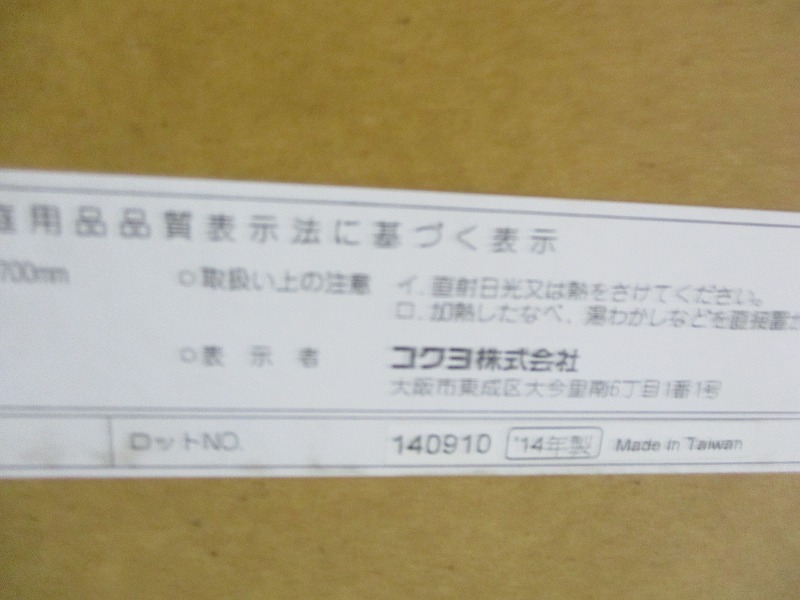 庭用品品質表示法に基づく表示
700mm
○取扱い上の注意 イ. 直射日光又は熱をさけてください。
ロ. 加熱したなべ、湯わかしなどを直接置か
○表示者 コクヨ株式会社
大阪市東成区大今里南6丁目1番1号
ロットNO. 140910 '14年製 Made in Taiwan